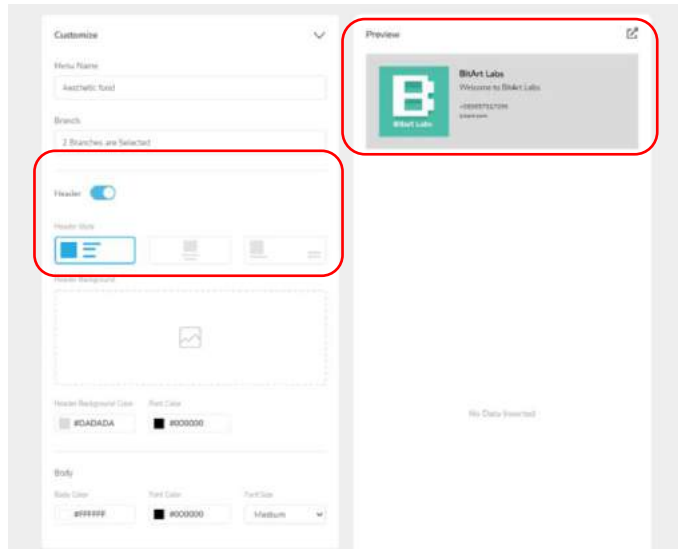 Customize
Menu Name
Aesthetic food
Branch
2 Branches are Selected
Header
Header Style
Header Background
Header Background Color
Font Color
#DADADA
#000000
Body
Body Color
Font Color
Font Size
#FFFFFF
#000000
Medium
Preview
BitArt Labs
BitArt Labs
Welcome to BitArt Labs
No Data Inserted